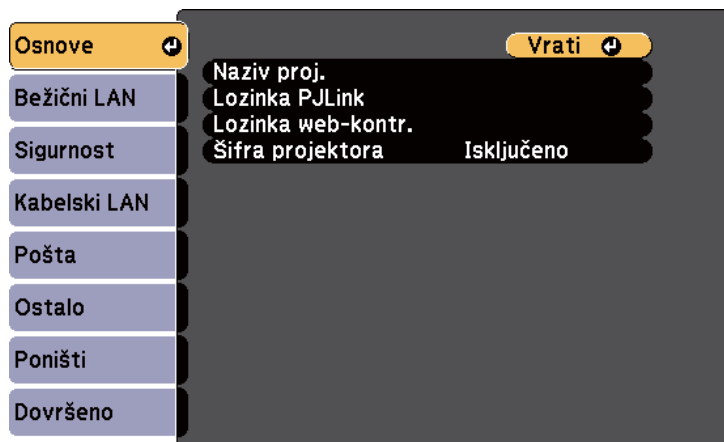 Osnove
Bežični LAN
Sigurnost
Kabelski LAN
Pošta
Ostalo
Poništi
Dovršeno
Vrati
Naziv proj.
Lozinka PJLink
Lozinka web-kontr.
Šifra projektora Isključeno